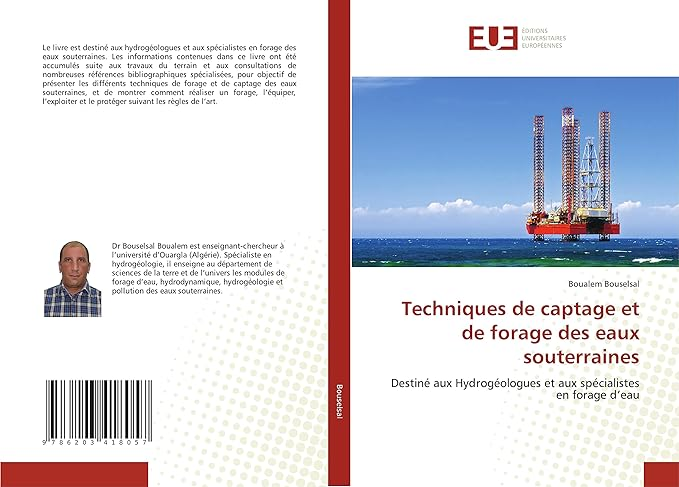 Le livre est destiné aux hydrogéologues et aux spécialistes en forage des
eaux souterraines. Les informations contenues dans ce livre ont été
accumulés suite aux travaux du terrain et aux consultations de
nombreuses références bibliographiques spécialisées, pour objectif de
présenter les différents techniques de forage et de captage des eaux
souterraines, et de montrer comment réaliser un forage, l'équiper,
l'exploiter et le protéger suivant les règles de l'art.
Dr Bouselsal Boualem est enseignant-chercheur à
l'université d'Ouargla (Algérie). Spécialiste en
hydrogéologie, il enseigne au département de
sciences de la terre et de l'univers les modules de
forage d'eau, hydrodynamique, hydrogéologie et
pollution des eaux souterraines.
9 786203 418057
Bouselsal
EUE
EDITIONS
UNIVERSITAIRES
EUROPÉENNES
Boualem Bouselsal
Techniques de captage et
de forage des eaux
souterraines
Destiné aux Hydrogéologues et aux spécialistes
en forage d'eau